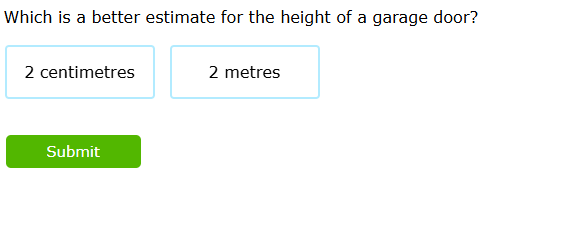 Which is a better estimate for the height of a garage door?
2 centimetres 2 metres
Submit